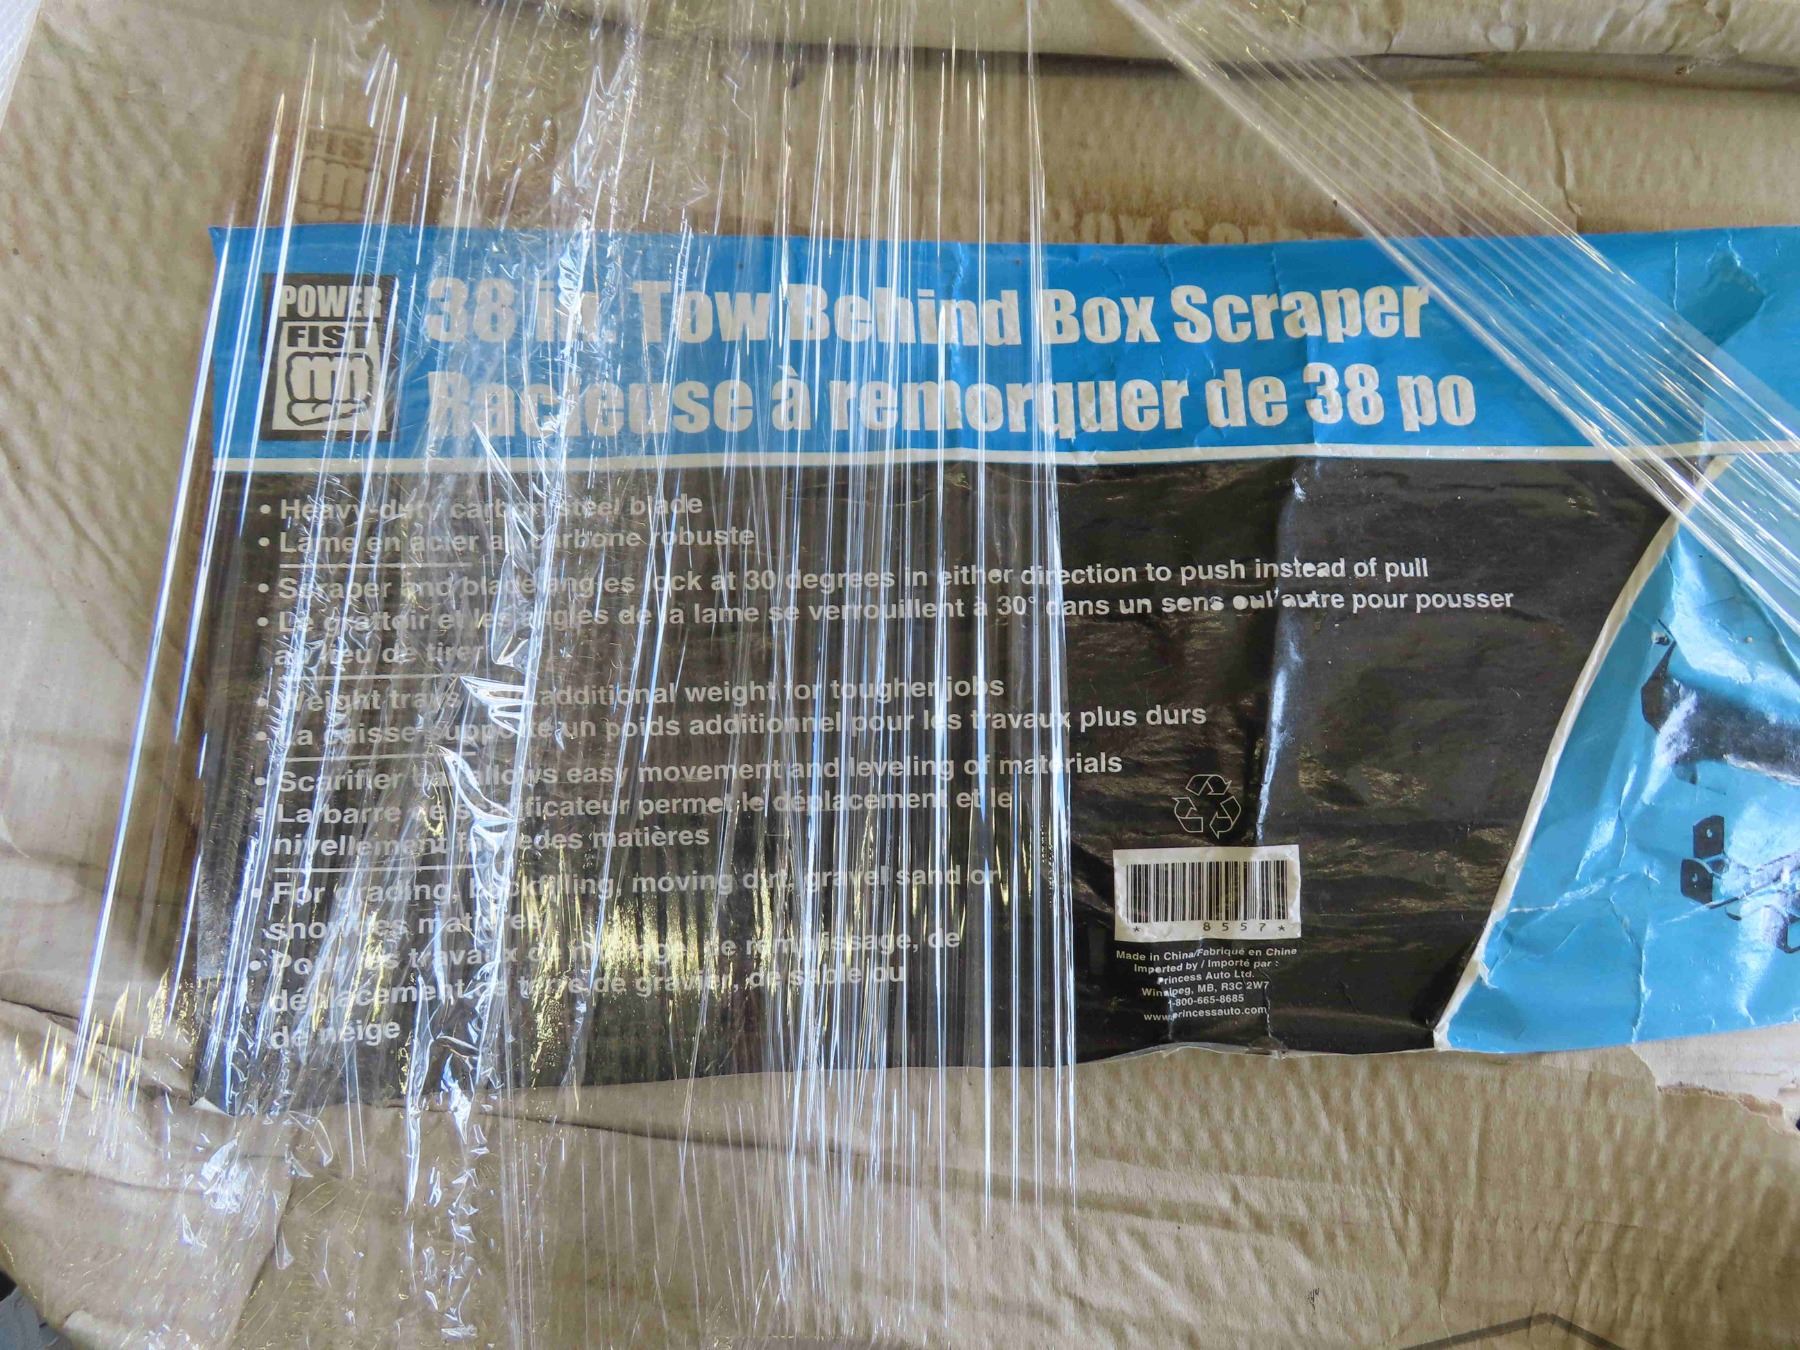 FIST
Box
POWER
FIST
38 in. Tow Behind Box Scraper
Racleuse à remorquer de 38 po
• Heavy-duty carbon steel blade
• Lame en acier au carbone robuste
• Scraper and blade angles lock at 30 degrees in either direction to push instead of pull
• Le grattoir et les angles de la lame se verrouillent à 30° dans un sens ou l'autre pour pousser
au lieu de tirer
• Weight trays additional weight for tougher jobs
• La caisse supporte un poids additionnel pour les travaux plus durs
• Scarifier bar allows easy movement and leveling of materials
• La barre de scarificateur permet le déplacement et le
nivellement facile des matières
• For grading, backfilling, moving dirt, gravel sand or
• Pour les travaux de de remplissage, de
déplacement de terre de gravier, de sable ou
de neige
* 8557 *
Made in China/Fabriqué en Chine
Imported by / Importé par :
Princess Auto Ltd.
Winnipeg, MB, R3C 2W7
1-800-665-8685
www.princessauto.com